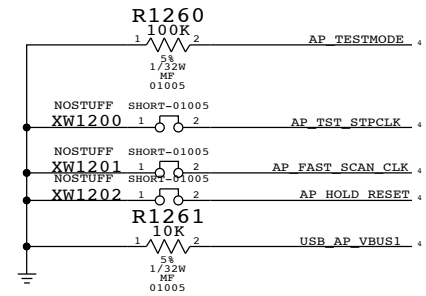 R1260
100K
1 2 AP_TESTMODE 4
5%
1/32W
MF
01005
NOSTUFF SHORT-01005
XW1200 1 2 AP_TST_STPCLK 4
NOSTUFF SHORT-01005
XW1201 1 2 AP_FAST_SCAN_CLK 4
NOSTUFF SHORT-01005
XW1202 1 2 AP_HOLD_RESET 4
R1261
10K
1 2 USB_AP_VBUS1 4
5%
1/32W
MF
01005